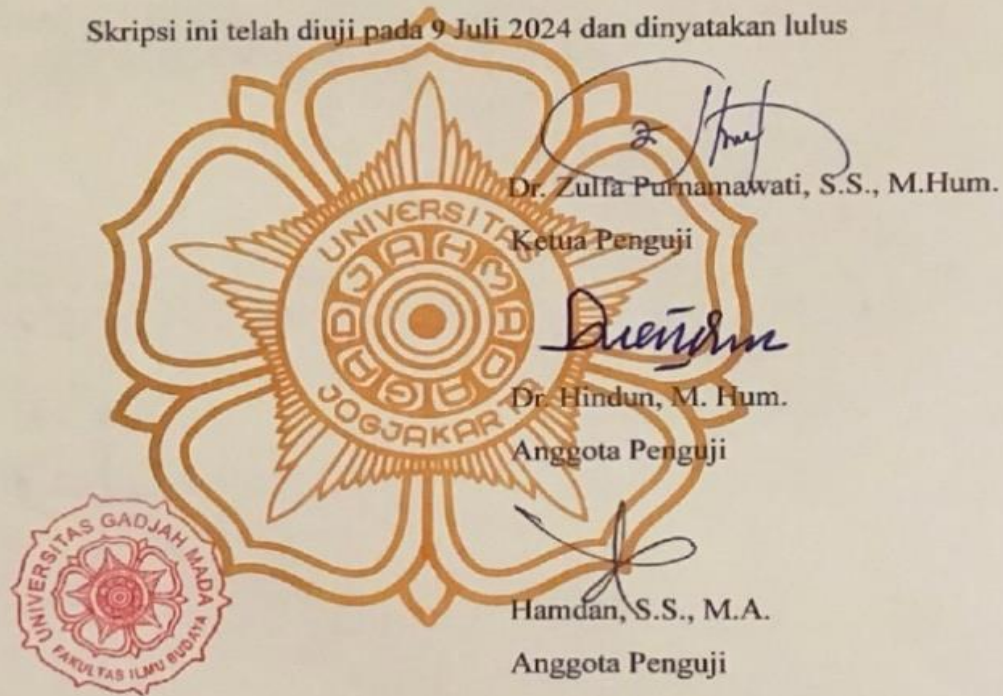 Skripsi ini telah diuji pada 9 Juli 2024 dan dinyatakan lulus
Dr. Zulfa Purnamawati, S.S., M.Hum.
Ketua Penguji
Dr. Hindun, M. Hum.
Anggota Penguji
Hamdan, S.S., M.A.
Anggota Penguji
UNIVERSITAS
GADJAH MADA
JOGJAKARTA
UNIVERSITAS GADJAH MADA
FAKULTAS ILMU BUDAYA